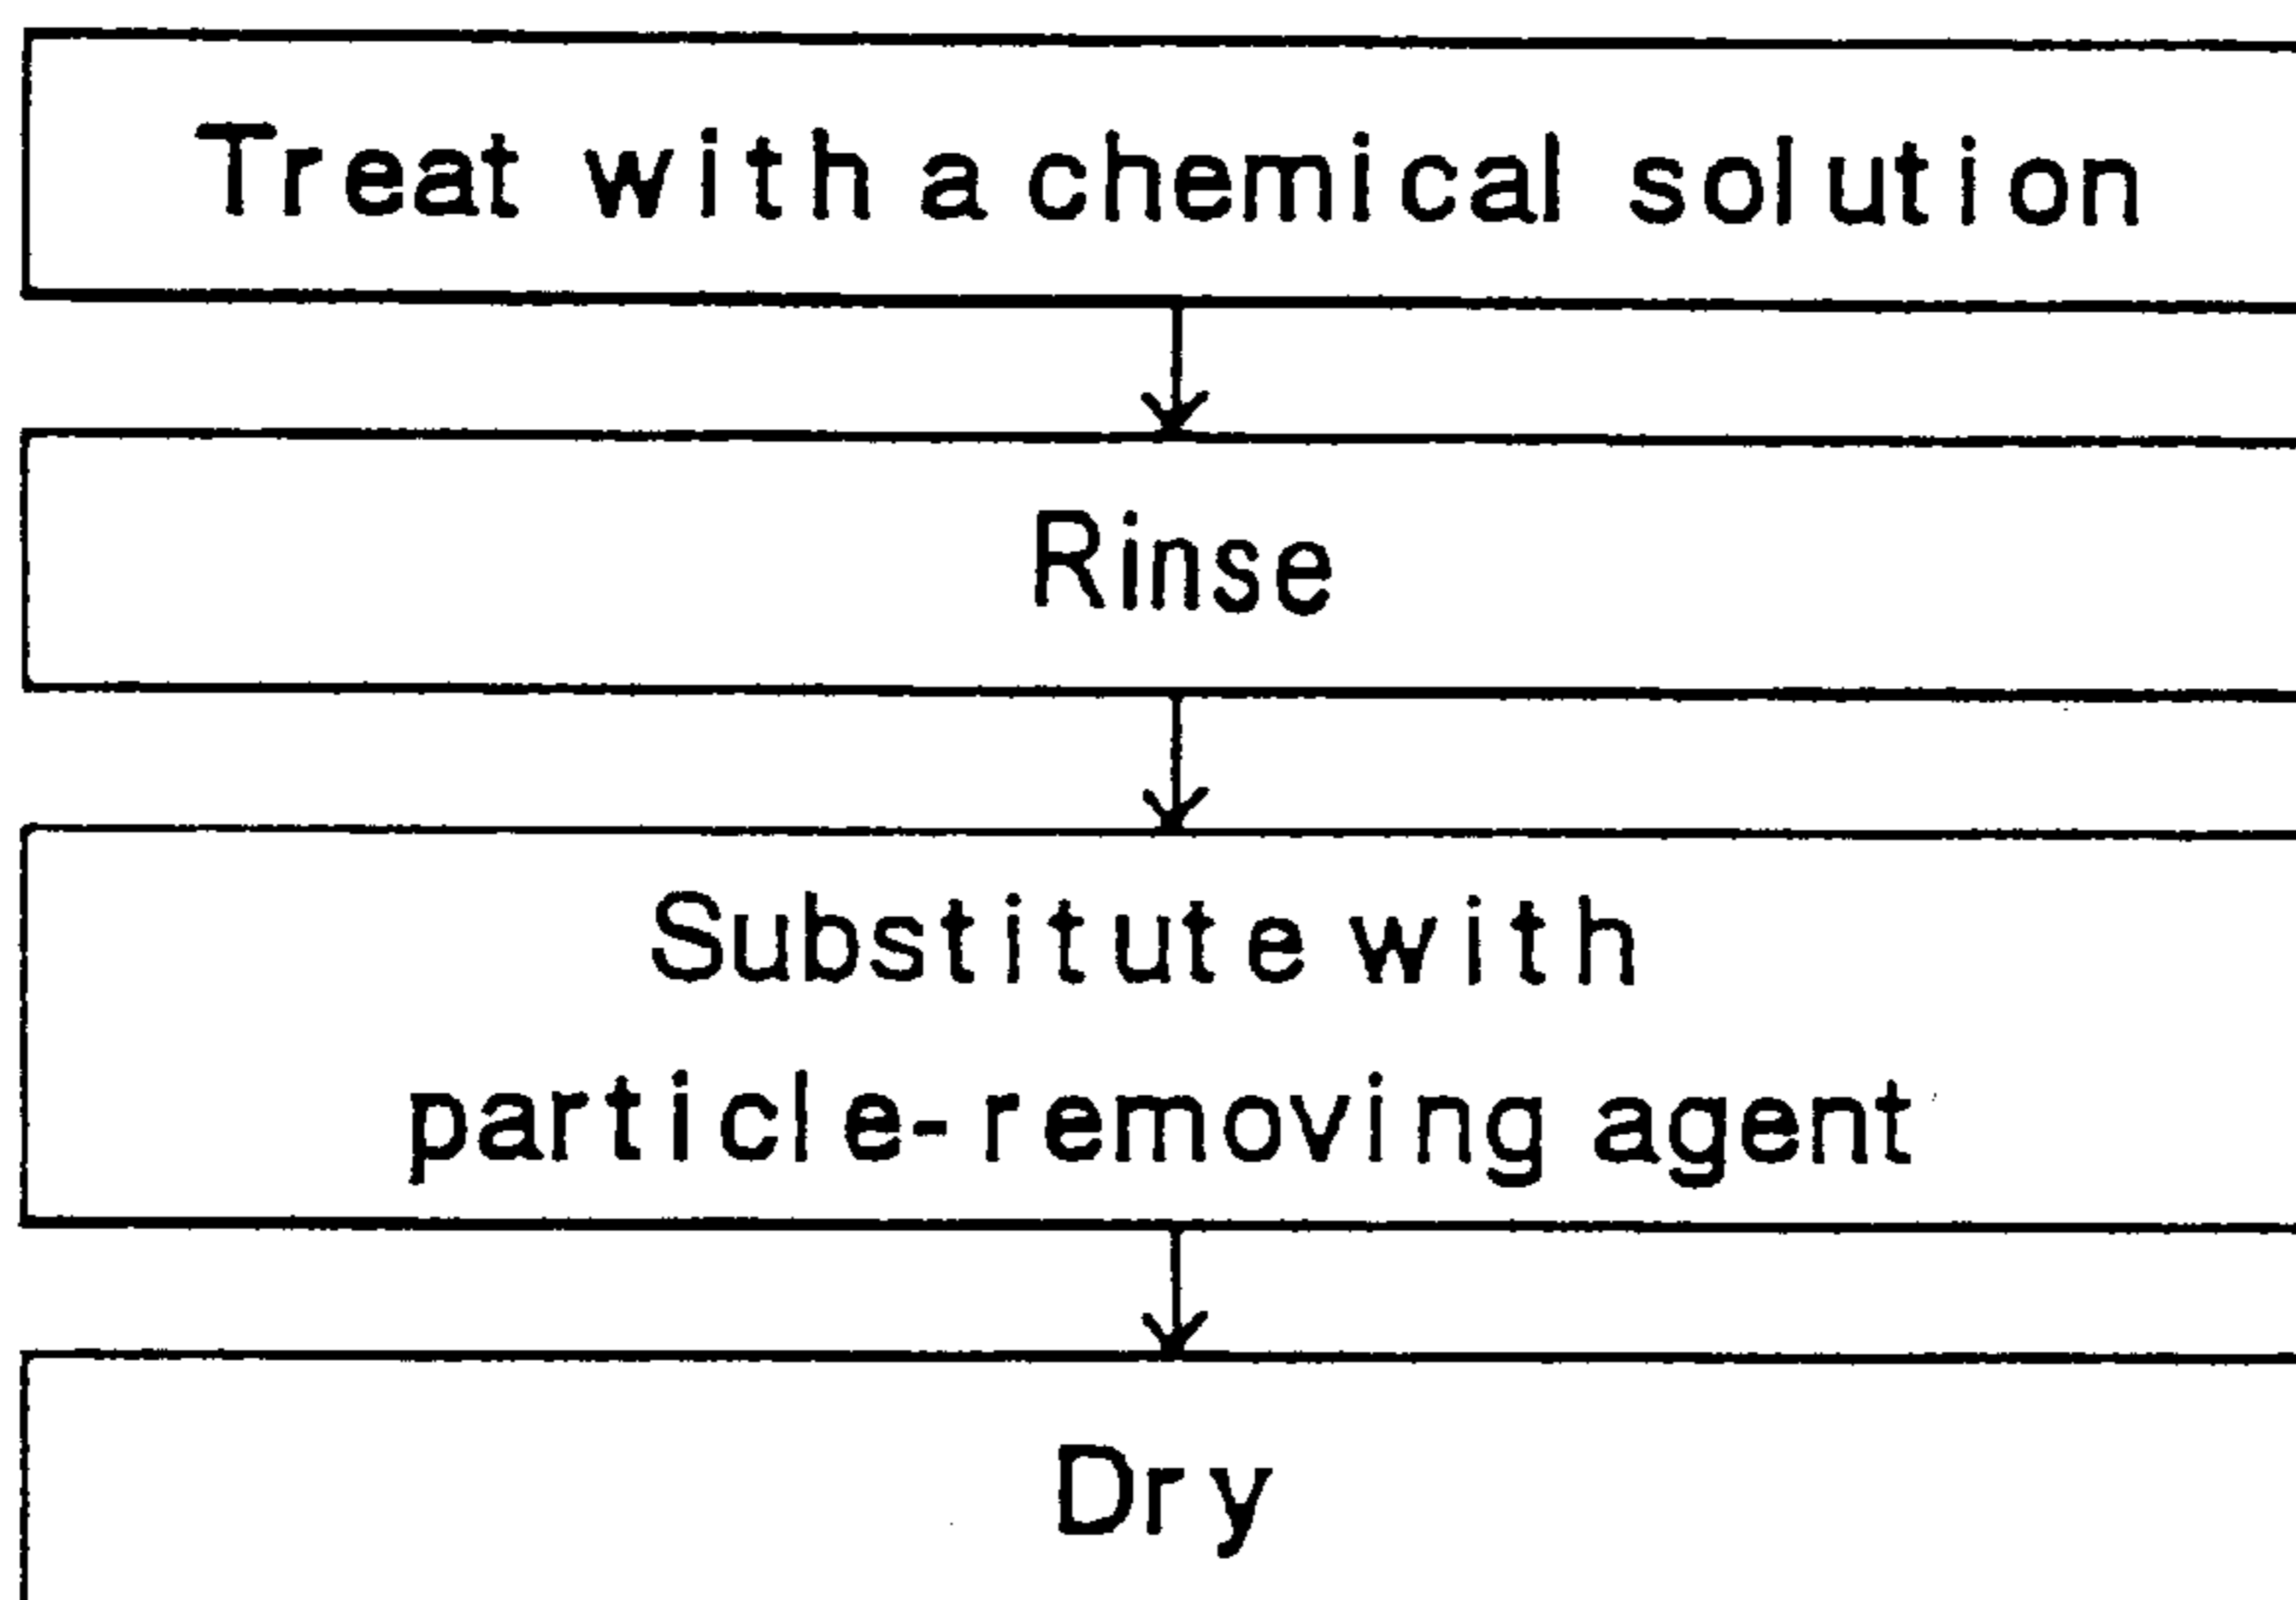 Treat with a chemical solution
Rinse
Substitute with
particle-removing agent
Dry